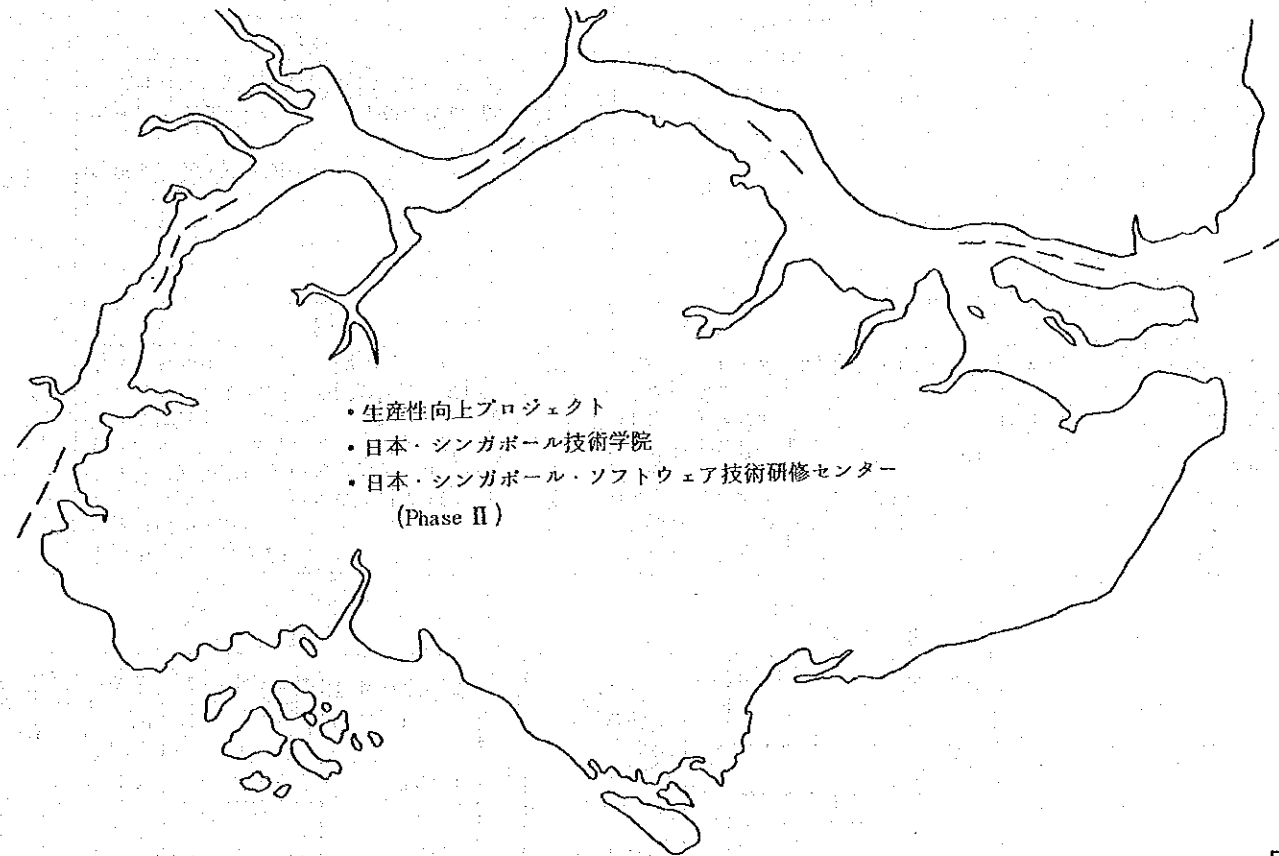 ・生産性向上プロジェクト
・日本・シンガポール技術学院
・日本・シンガポール・ソフトウェア技術研修センター
(Phase Ⅱ)